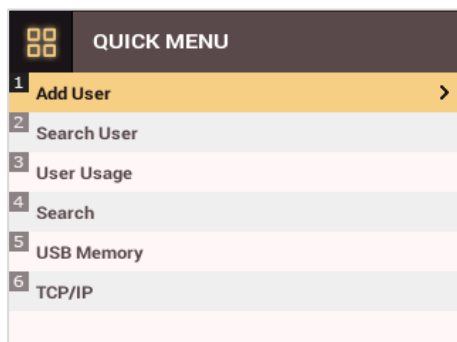 QUICK MENU
1 Add User
2 Search User
3 User Usage
4 Search
5 USB Memory
6 TCP/IP